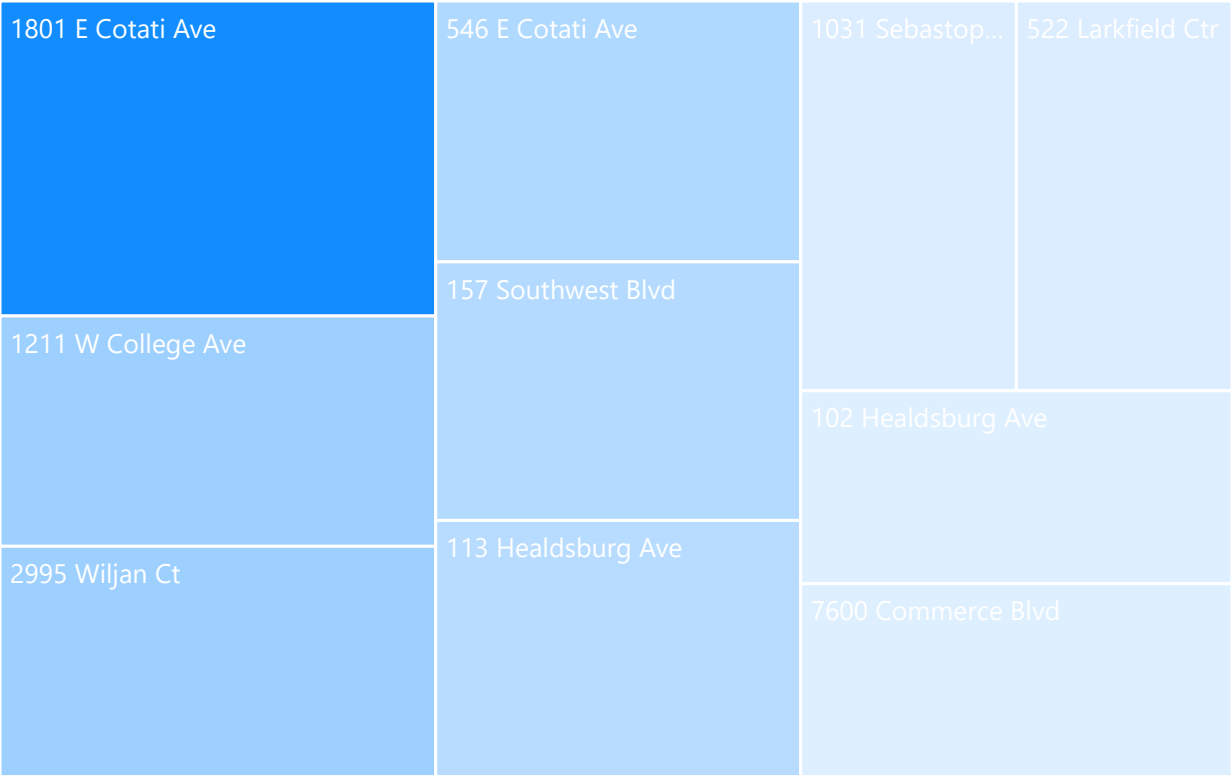 1801 E Cotati Ave
1211 W College Ave
2995 Wiljan Ct
546 E Cotati Ave
157 Southwest Blvd
113 Healdsburg Ave
1031 Sebastop...
522 Larkfield Ctr
102 Healdsburg Ave
7600 Commerce Blvd